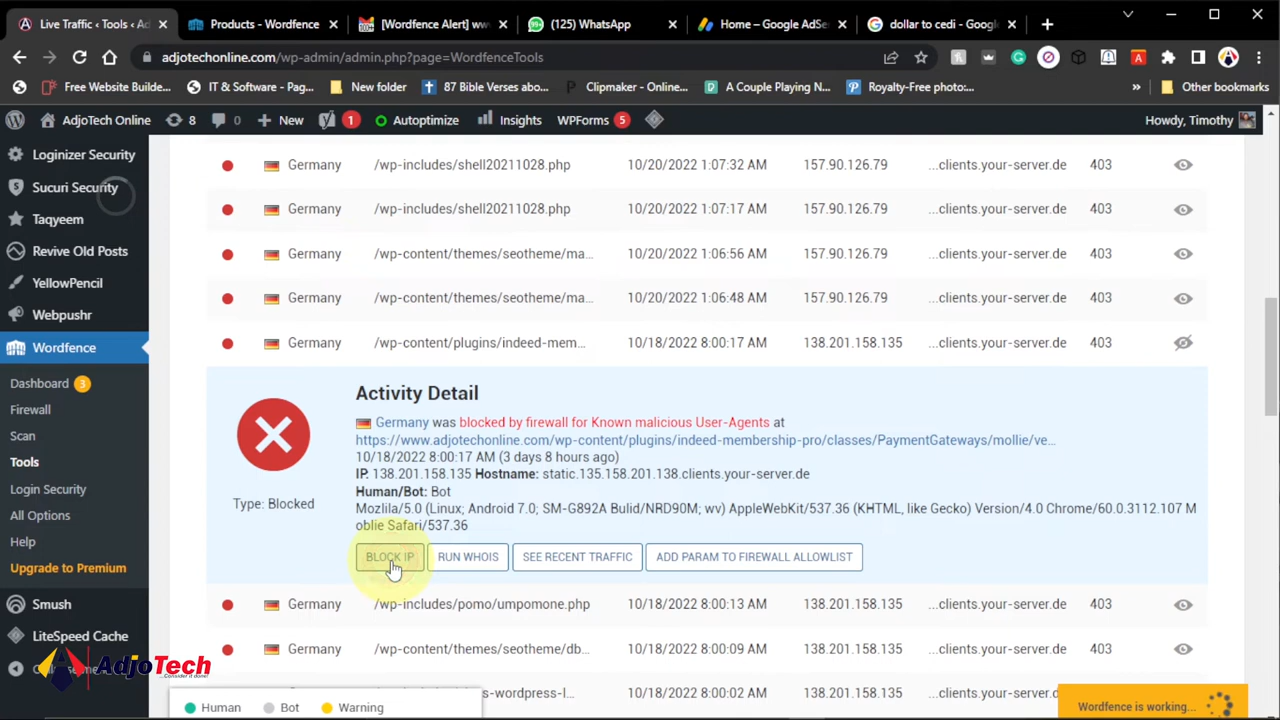 Live Traffic ‹ Tools ‹ Ad
Products - Wordfence
[Wordfence Alert] ww
(125) WhatsApp
Home – Google AdSe
dollar to cedi - Googl
adjotechonline.com/wp-admin/admin.php?page=WordfenceTools
Free Website Builde...
IT & Software - Pag...
New folder
87 Bible Verses abo...
Clipmaker - Online...
A Couple Playing N...
Royalty-Free photo:...
»
Other bookmarks
AdjoTech Online
8
0
New
1
Autoptimize
Insights
WPForms 5
Howdy, Timothy
Loginizer Security
Sucuri Security
Taqyeem
Revive Old Posts
YellowPencil
Webpushr
Wordfence
Dashboard 3
Firewall
Scan
Tools
Login Security
All Options
Help
Upgrade to Premium
Smush
LiteSpeed Cache
AdjoTech
...Consider it done!
Germany /wp-includes/shell20211028.php 10/20/2022 1:07:32 AM 157.90.126.79 ...clients.your-server.de 403
Germany /wp-includes/shell20211028.php 10/20/2022 1:07:17 AM 157.90.126.79 ...clients.your-server.de 403
Germany /wp-content/themes/seotheme/ma... 10/20/2022 1:06:56 AM 157.90.126.79 ...clients.your-server.de 403
Germany /wp-content/themes/seotheme/ma... 10/20/2022 1:06:48 AM 157.90.126.79 ...clients.your-server.de 403
Germany /wp-content/plugins/indeed-mem... 10/18/2022 8:00:17 AM 138.201.158.135 ...clients.your-server.de 403
Activity Detail
Germany was blocked by firewall for Known malicious User-Agents at
https://www.adjotechonline.com/wp-content/plugins/indeed-membership-pro/classes/PaymentGateways/mollie/ve...
10/18/2022 8:00:17 AM (3 days 8 hours ago)
IP: 138.201.158.135 Hostname: static.135.158.201.138.clients.your-server.de
Human/Bot: Bot
Mozlila/5.0 (Linux; Android 7.0; SM-G892A Bulid/NRD90M; wv) AppleWebKit/537.36 (KHTML, like Gecko) Version/4.0 Chrome/60.0.3112.107 M
oblie Safari/537.36
Type: Blocked
BLOCK IP
RUN WHOIS
SEE RECENT TRAFFIC
ADD PARAM TO FIREWALL ALLOWLIST
Germany /wp-includes/pomo/umpomone.php 10/18/2022 8:00:13 AM 138.201.158.135 ...clients.your-server.de 403
Germany /wp-content/themes/seotheme/db... 10/18/2022 8:00:09 AM 138.201.158.135 ...clients.your-server.de 403
s-wordpress-l... 10/18/2022 8:00:02 AM 138.201.158.135 ...clients.your-server.de 403
Human
Bot
Warning
Wordfence is working...